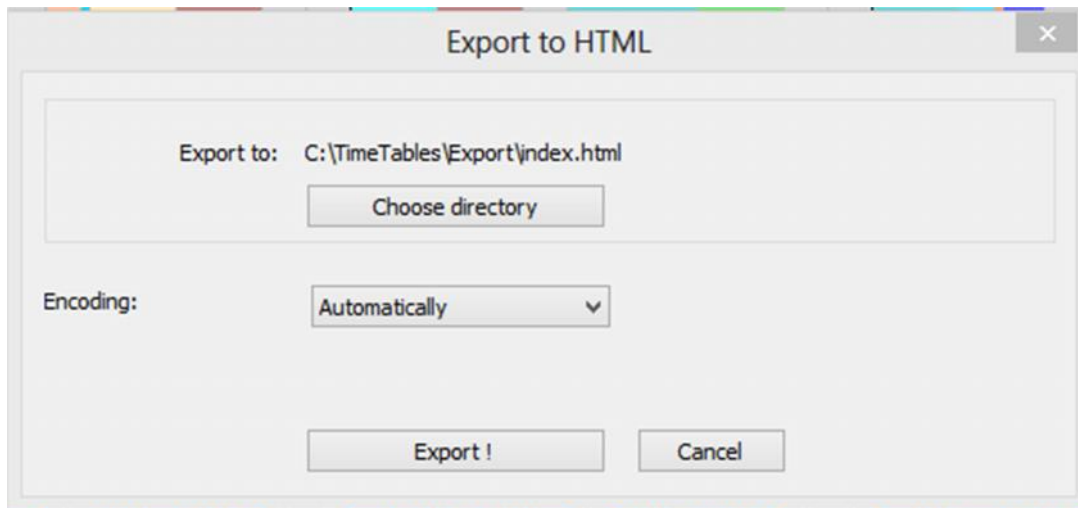 Export to HTML
Export to: C:\TimeTables\Export\index.html
Choose directory
Encoding: Automatically
Export ! Cancel